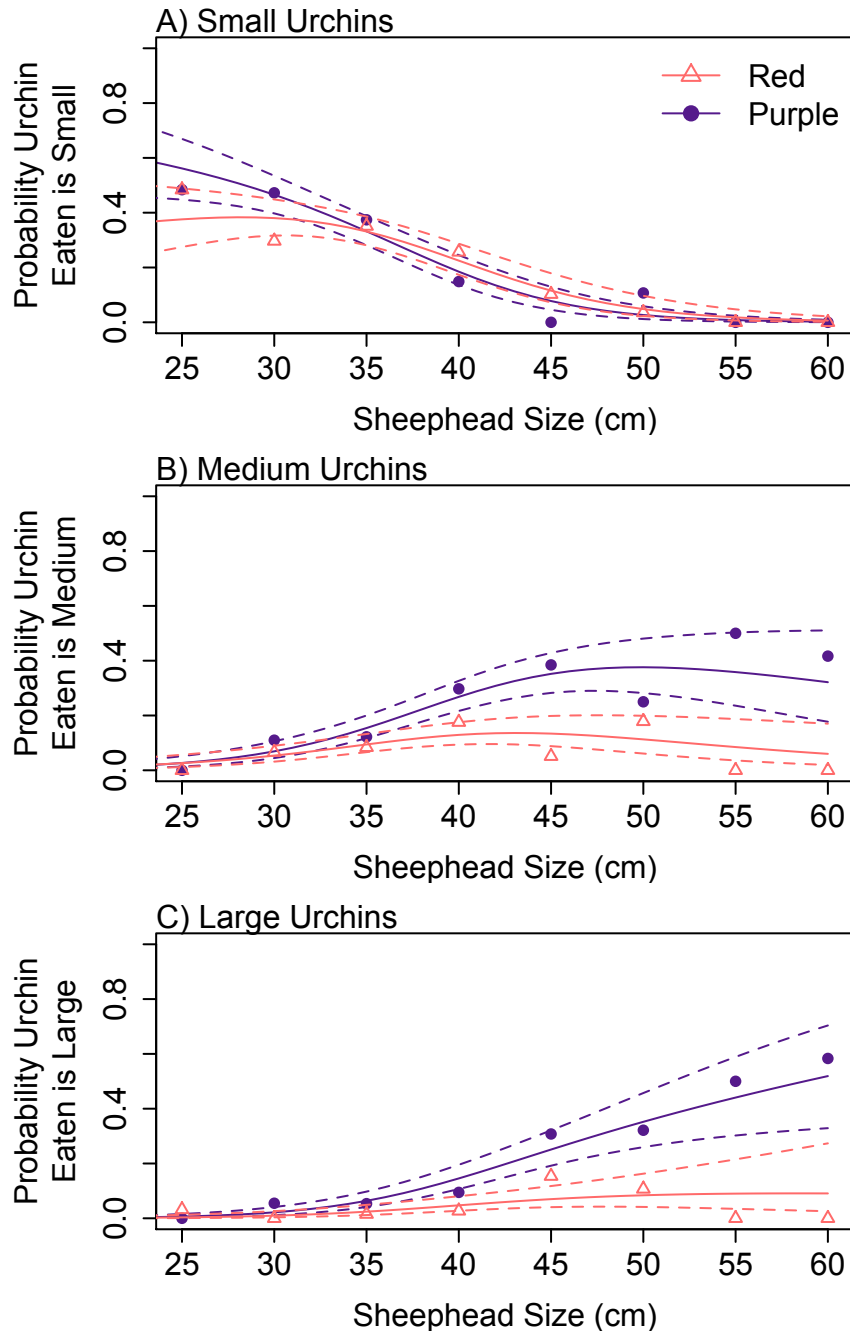 A) Small Urchins
Probability Urchin
Eaten is Small
0.0 0.4 0.8
Red
Purple
25 30 35 40 45 50 55 60
Sheephead Size (cm)
B) Medium Urchins
Probability Urchin
Eaten is Medium
0.0 0.4 0.8
25 30 35 40 45 50 55 60
Sheephead Size (cm)
C) Large Urchins
Probability Urchin
Eaten is Large
0.0 0.4 0.8
25 30 35 40 45 50 55 60
Sheephead Size (cm)